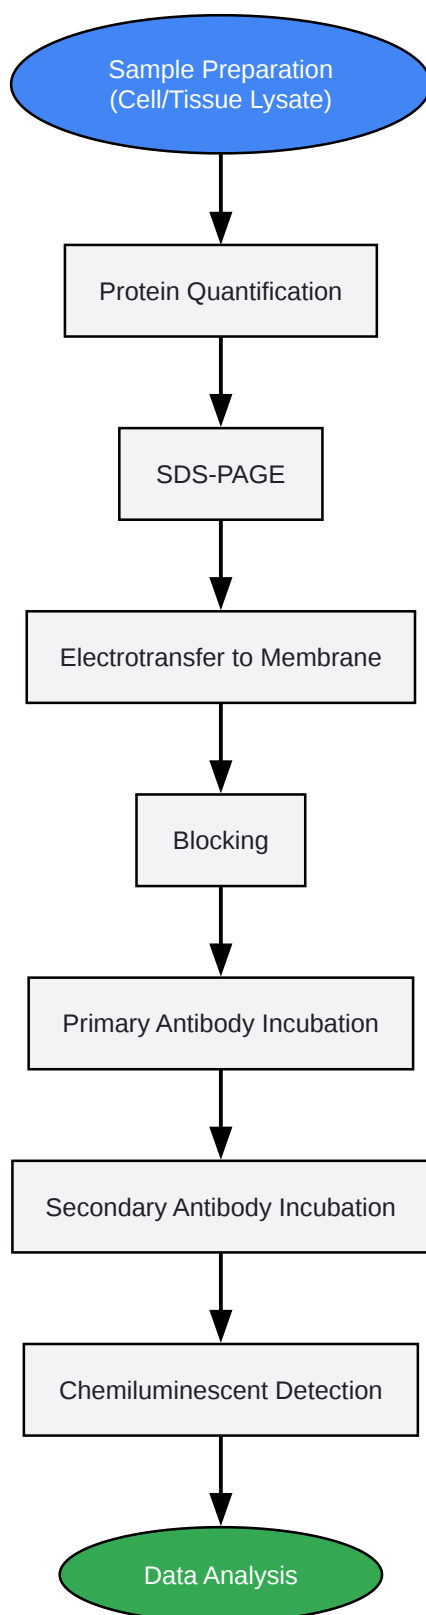 Sample Preparation
(Cell/Tissue Lysate)
Protein Quantification
SDS-PAGE
Electrotransfer to Membrane
Blocking
Primary Antibody Incubation
Secondary Antibody Incubation
Chemiluminescent Detection
Data Analysis